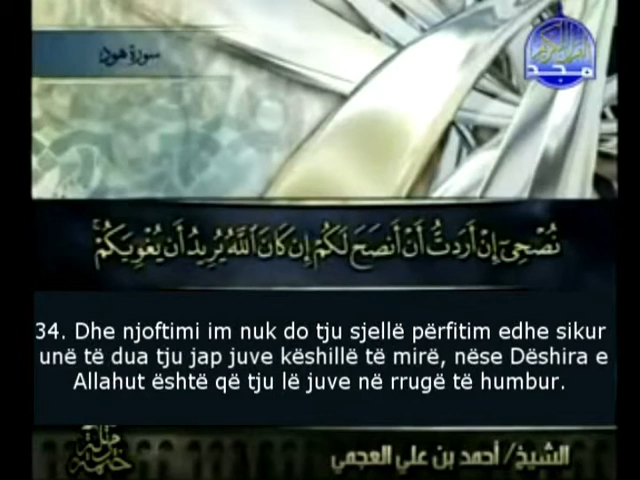 سورة هود
مجد
نُصْحِىٓ إِنْ أَرَدتُّ أَنْ أَنصَحَ لَكُمْ إِن كَانَ ٱللَّهُ يُرِيدُ أَن يُغْوِيَكُمْ ۚ
34. Dhe njoftimi im nuk do tju sjellë përfitim edhe sikur
unë të dua tju jap juve këshillë të mirë, nëse Dëshira e
Allahut është që tju lë juve në rrugë të humbur.
الشيخ/ أحمد بن علي العجمي